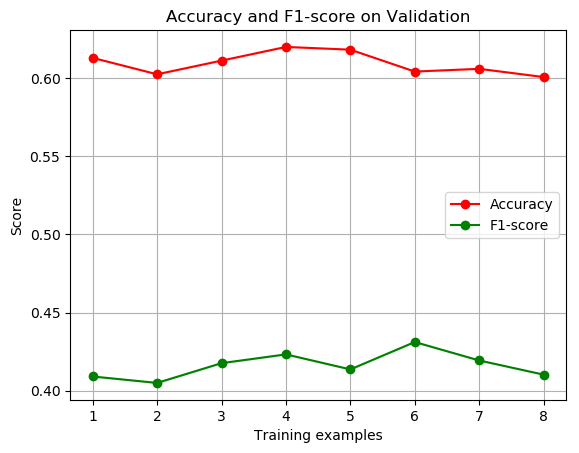 Accuracy and F1-score on Validation
Score
0.60
0.55
0.50
0.45
0.40
Accuracy
F1-score
1 2 3 4 5 6 7 8
Training examples